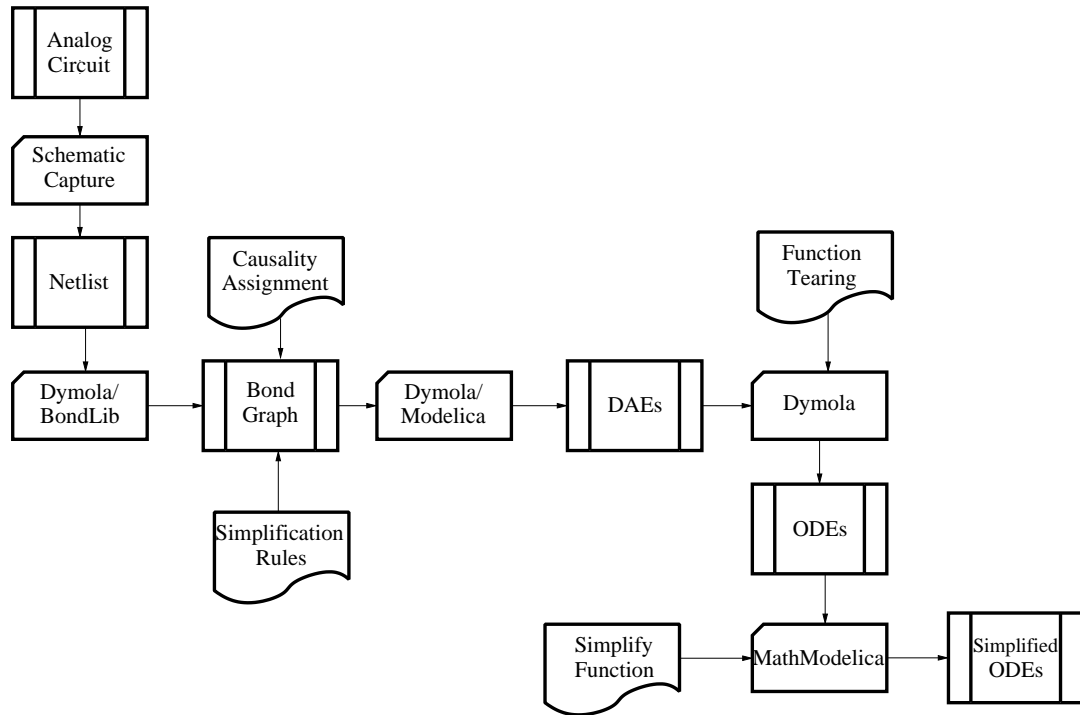 Analog
Circuit
Schematic
Capture
Netlist
Causality
Assignment
Function
Tearing
Dymola/
BondLib
Bond
Graph
Dymola/
Modelica
DAEs
Dymola
Simplification
Rules
ODEs
Simplify
Function
MathModelica
Simplified
ODEs